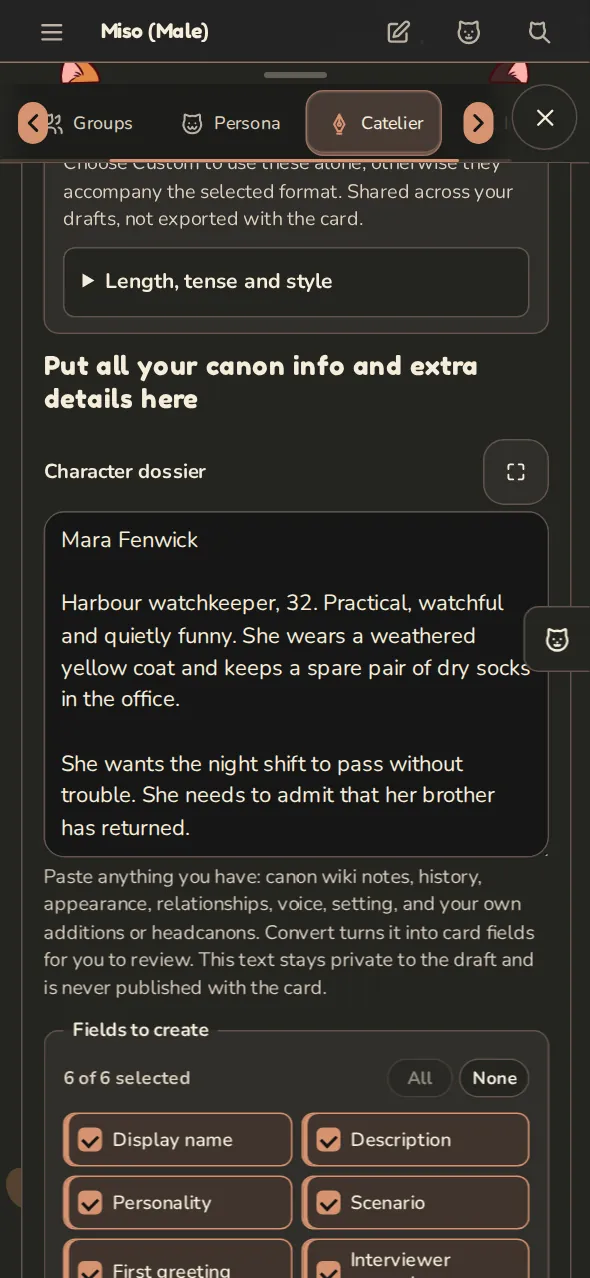 Miso (Male)
Groups
Persona
Catelier
Choose Custom to use these alone, otherwise they
accompany the selected format. Shared across your
drafts, not exported with the card.
Length, tense and style
Put all your canon info and extra
details here
Character dossier
Mara Fenwick
Harbour watchkeeper, 32. Practical, watchful
and quietly funny. She wears a weathered
yellow coat and keeps a spare pair of dry socks
in the office.
She wants the night shift to pass without
trouble. She needs to admit that her brother
has returned.
Paste anything you have: canon wiki notes, history,
appearance, relationships, voice, setting, and your own
additions or headcanons. Convert turns it into card fields
for you to review. This text stays private to the draft and
is never published with the card.
Fields to create
6 of 6 selected
All
None
Display name
Description
Personality
Scenario
First greeting
Interviewer